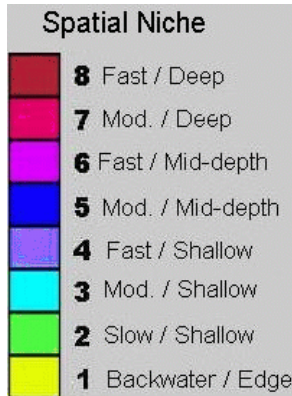 Spatial Niche
8 Fast / Deep
7 Mod. / Deep
6 Fast / Mid-depth
5 Mod. / Mid-depth
4 Fast / Shallow
3 Mod. / Shallow
2 Slow / Shallow
1 Backwater / Edge